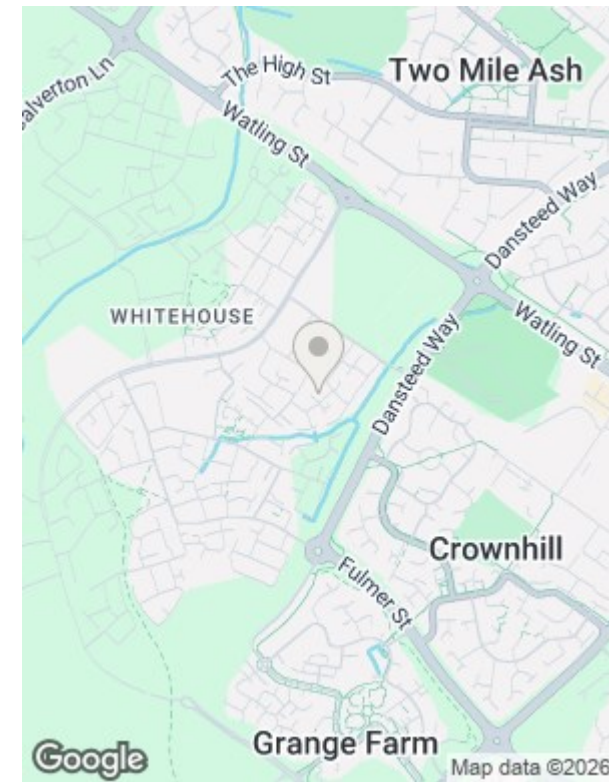 Two Mile Ash
The High St
alverton Ln
Watling St
Dansteed Way
WHITEHOUSE
Watling St
Dansteed Way
Crownhill
Fulmer St
Grange Farm
Google
Map data ©2026